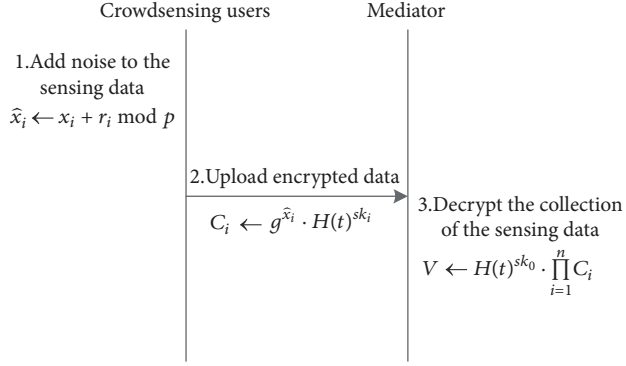 Crowdsensing users
Mediator
1.Add noise to the
sensing data
x̂ᵢ ← xᵢ + rᵢ mod p
2.Upload encrypted data
Cᵢ ← g^{x̂ᵢ} · H(t)^{skᵢ}
3.Decrypt the collection
of the sensing data
V ← H(t)^{sk₀} · ∏_{i=1}^{n} Cᵢ